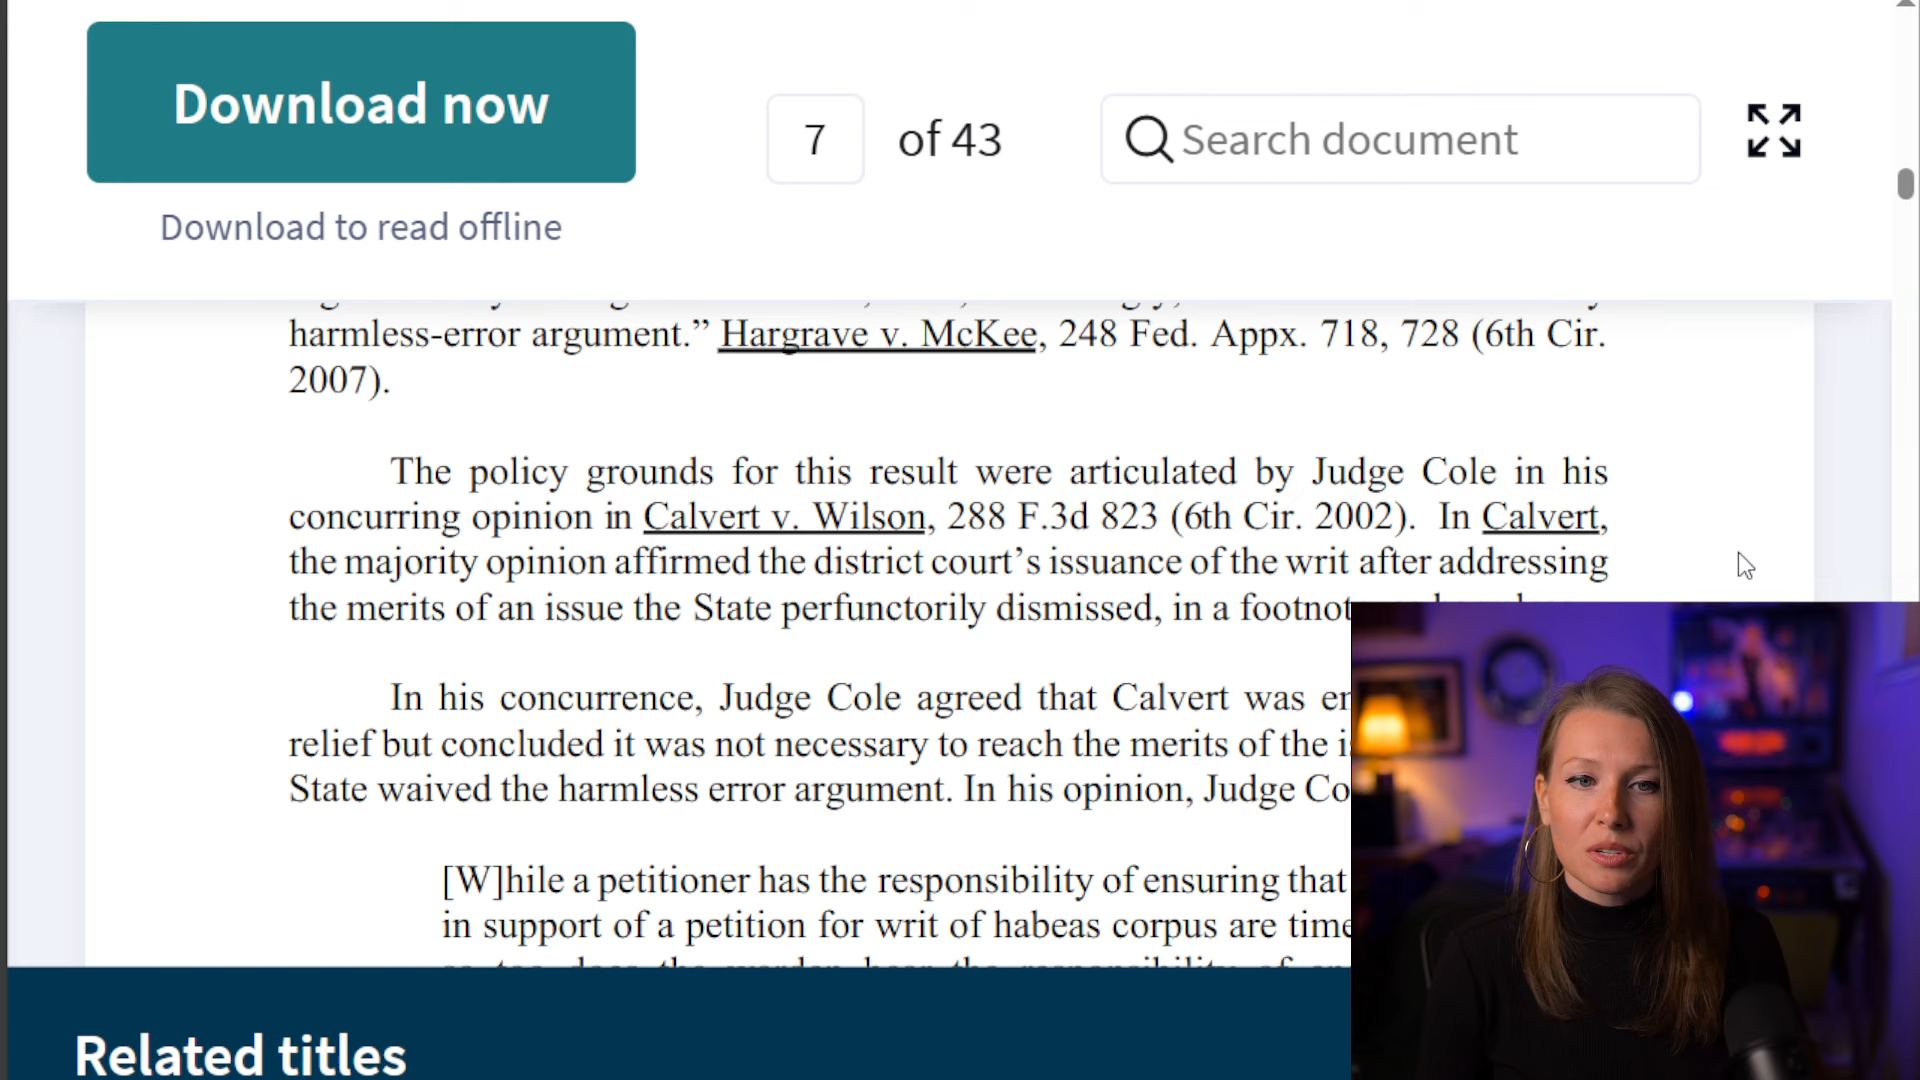 Download now
7 of 43
Search document
Download to read offline
harmless-error argument.” Hargrave v. McKee, 248 Fed. Appx. 718, 728 (6th Cir.
2007).
The policy grounds for this result were articulated by Judge Cole in his
concurring opinion in Calvert v. Wilson, 288 F.3d 823 (6th Cir. 2002). In Calvert,
the majority opinion affirmed the district court’s issuance of the writ after addressing
the merits of an issue the State perfunctorily dismissed, in a
In his concurrence, Judge Cole agreed that Calvert was
relief but concluded it was not necessary to reach the merits of the
State waived the harmless error argument. In his opinion, Judge
[W]hile a petitioner has the responsibility of ensuring that
in support of a petition for writ of habeas corpus are
Related titles